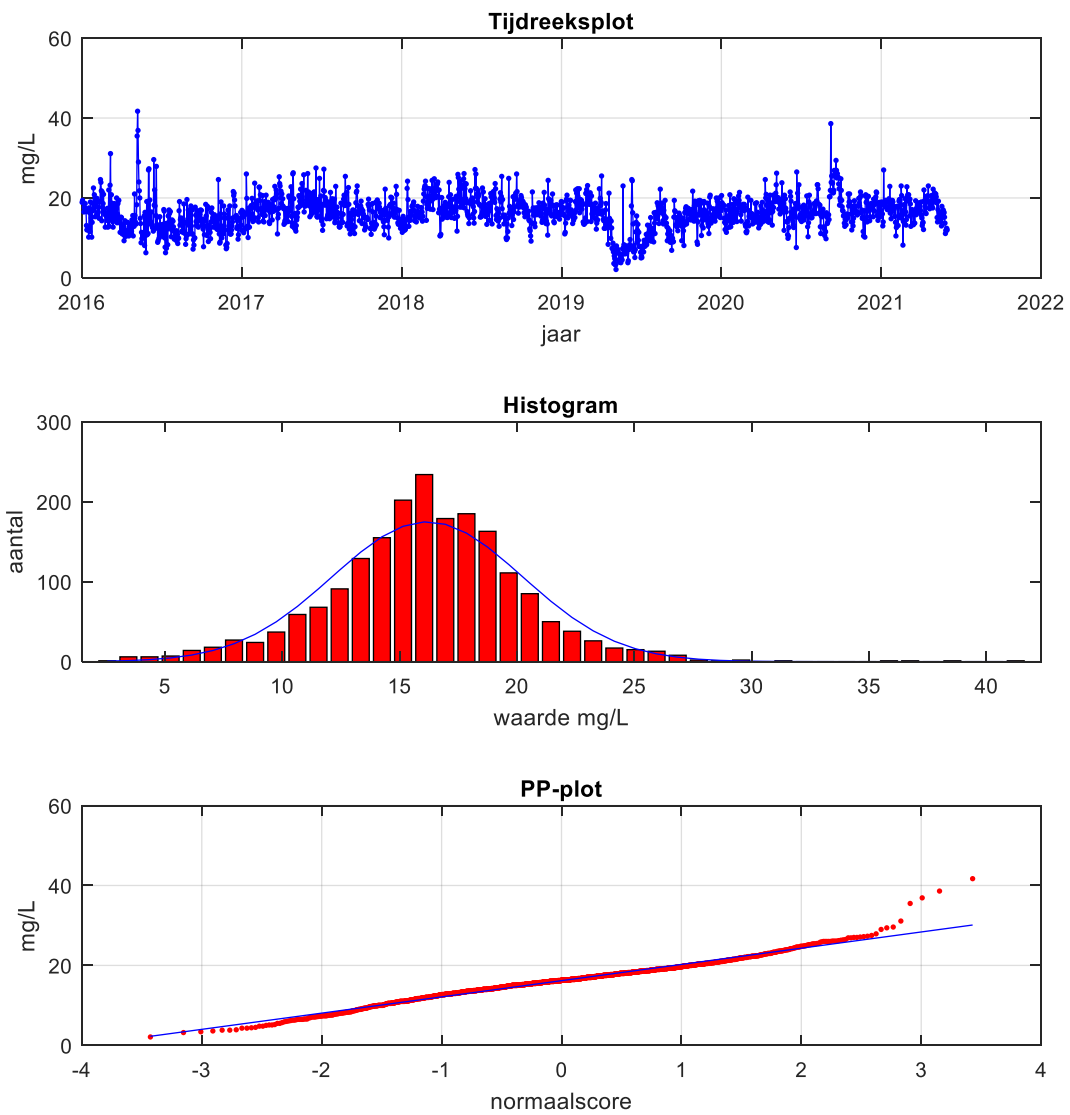 Tijdreeksplot
60
40
20
0
mg/L
2016 2017 2018 2019 2020 2021 2022
jaar
Histogram
300
200
100
0
aantal
5 10 15 20 25 30 35 40
waarde mg/L
PP-plot
60
40
20
0
mg/L
-4 -3 -2 -1 0 1 2 3 4
normaalscore